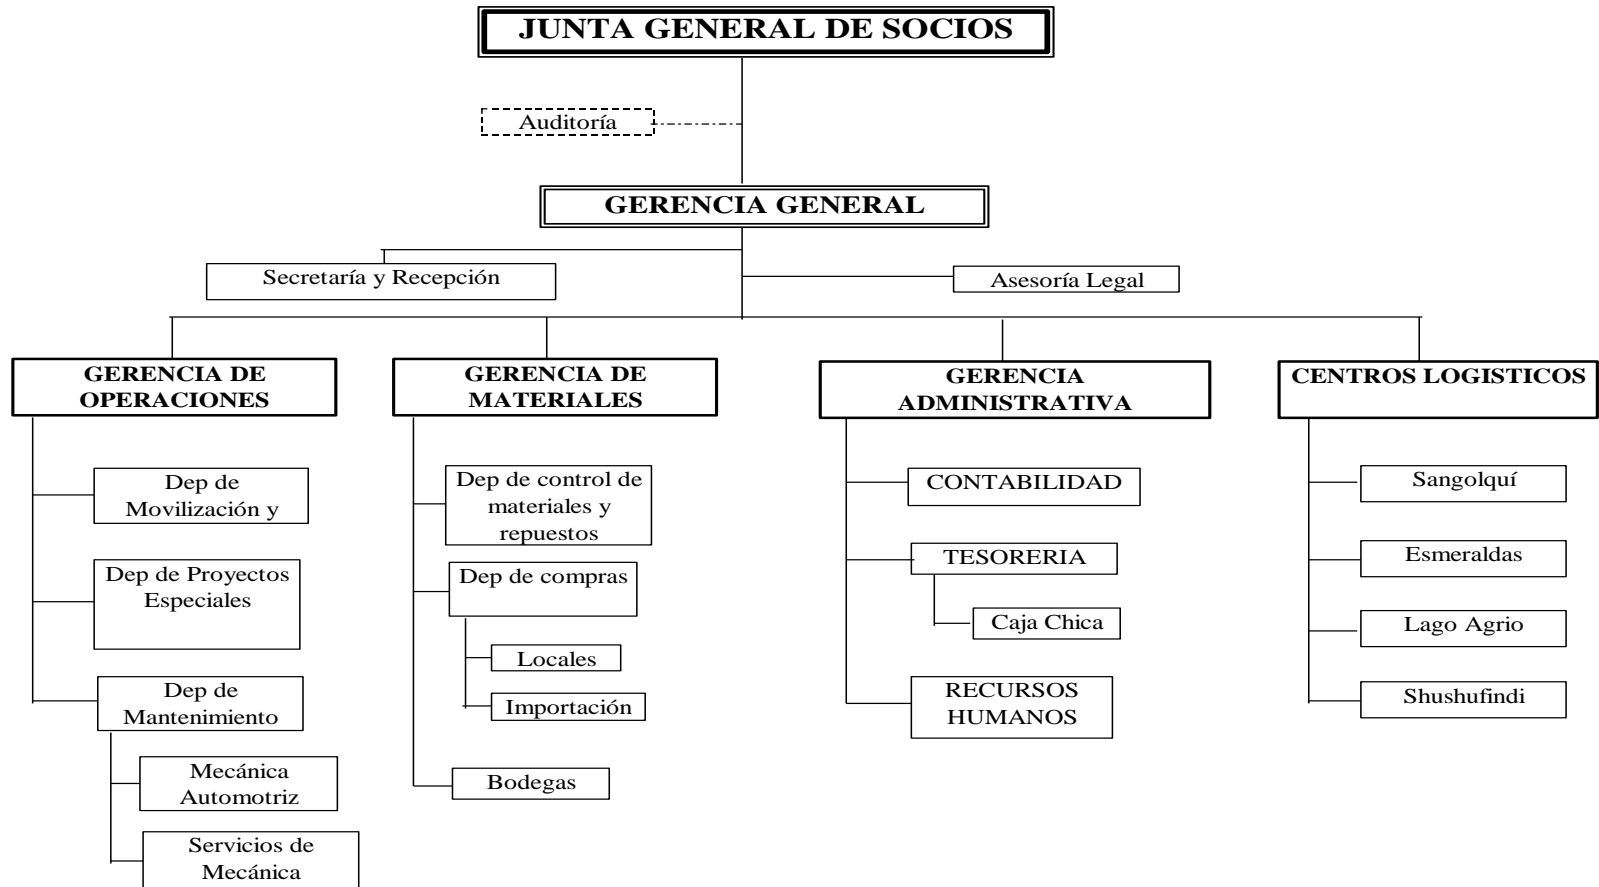 JUNTA GENERAL DE SOCIOS
Auditoría
GERENCIA GENERAL
Secretaría y Recepción
Asesoría Legal
GERENCIA DE
OPERACIONES
Dep de
Movilización y
Dep de Proyectos
Especiales
Dep de
Mantenimiento
Mecánica
Automotriz
Servicios de
Mecánica
GERENCIA DE
MATERIALES
Dep de control de
materiales y
repuestos
Dep de compras
Locales
Importación
Bodegas
GERENCIA
ADMINISTRATIVA
CONTABILIDAD
TESORERIA
Caja Chica
RECURSOS
HUMANOS
CENTROS LOGISTICOS
Sangolquí
Esmeraldas
Lago Agrio
Shushufindi